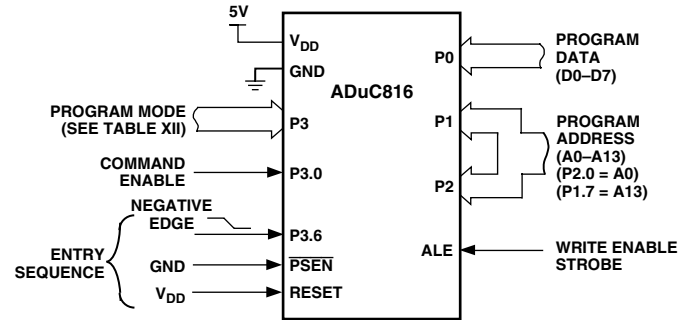 5V
VDD
GND
ADuC816
P0
PROGRAM
DATA
(D0–D7)
PROGRAM MODE
(SEE TABLE XII)
P3
P1
PROGRAM
ADDRESS
(A0–A13)
(P2.0 = A0)
(P1.7 = A13)
COMMAND
ENABLE
P3.0
P2
NEGATIVE
EDGE
P3.6
ENTRY
SEQUENCE
GND
PSEN
VDD
RESET
ALE
WRITE ENABLE
STROBE